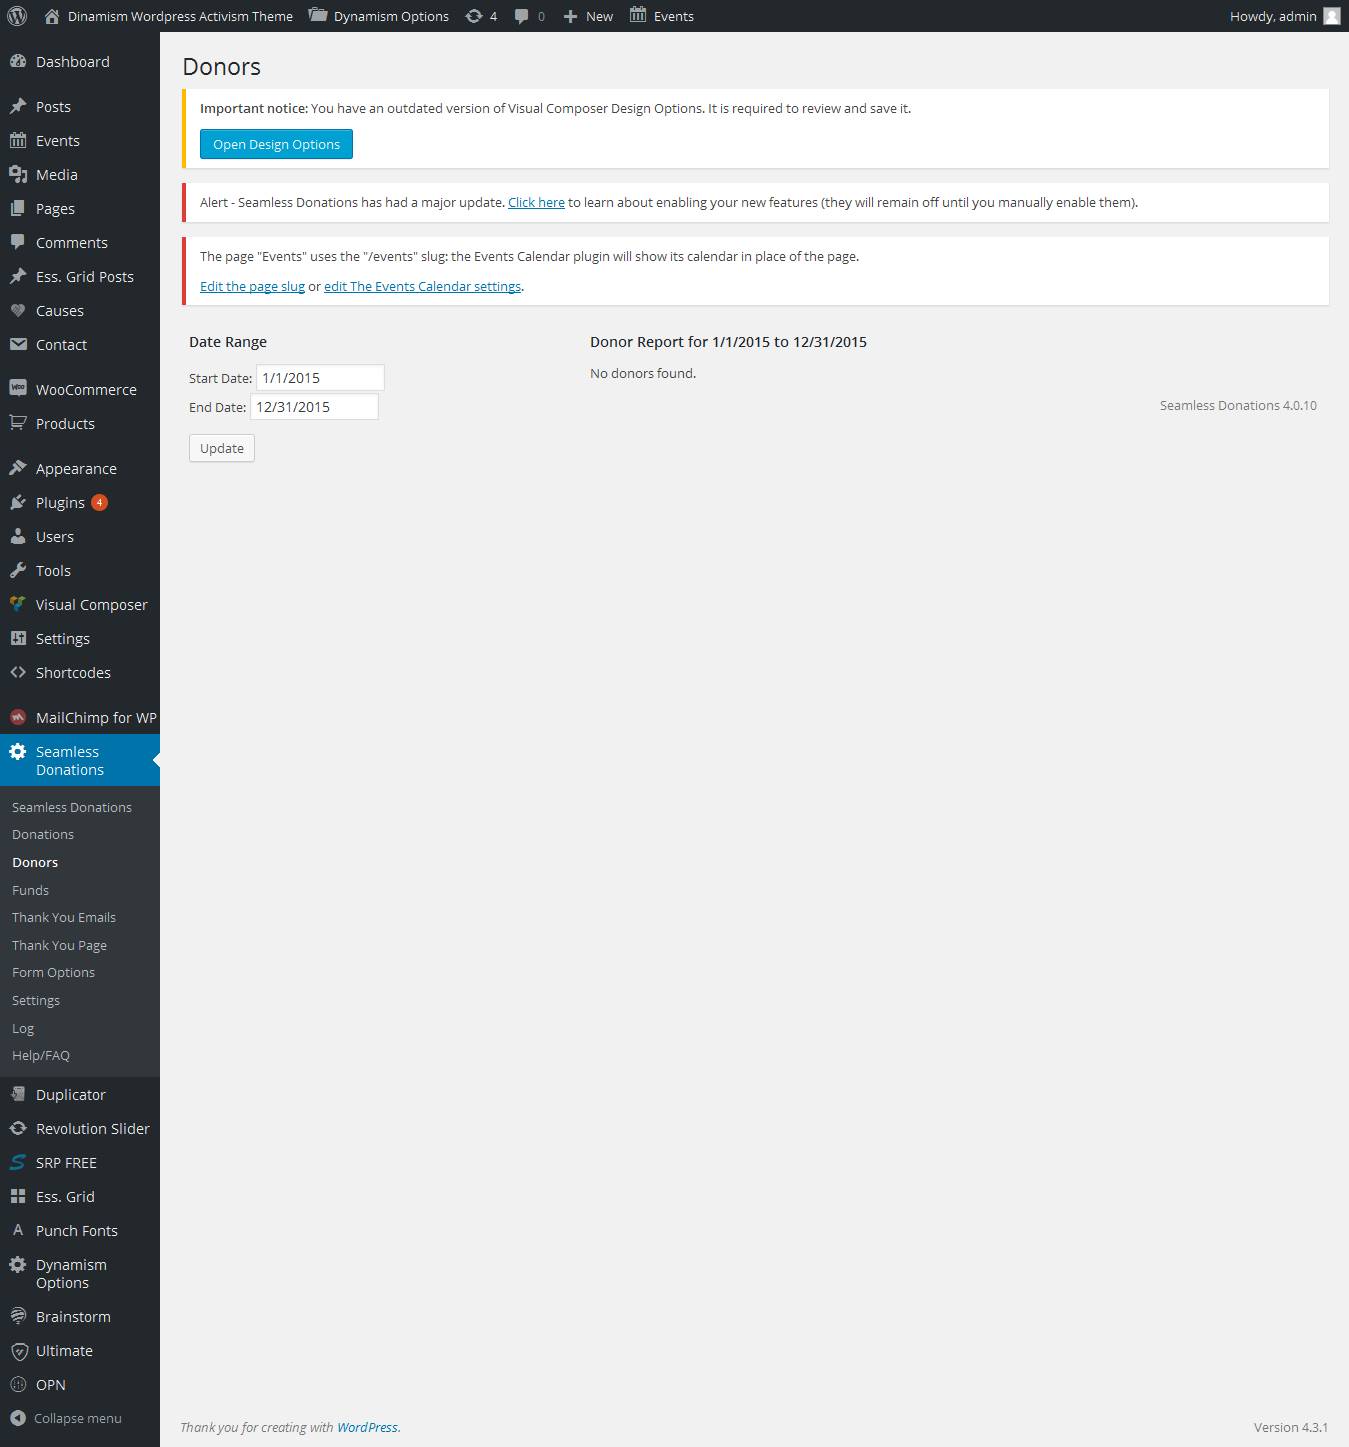 Dinamism Wordpress Activism Theme
Dynamism Options
4
0
New
Events
Howdy, admin
Dashboard
Posts
Events
Media
Pages
Comments
Ess. Grid Posts
Causes
Contact
WooCommerce
Products
Appearance
Plugins 4
Users
Tools
Visual Composer
Settings
Shortcodes
MailChimp for WP
Seamless
Donations
Seamless Donations
Donations
Donors
Funds
Thank You Emails
Thank You Page
Form Options
Settings
Log
Help/FAQ
Duplicator
Revolution Slider
SRP FREE
Ess. Grid
Punch Fonts
Dynamism
Options
Brainstorm
Ultimate
OPN
Collapse menu
Donors
Important notice: You have an outdated version of Visual Composer Design Options. It is required to review and save it.
Open Design Options
Alert - Seamless Donations has had a major update. Click here to learn about enabling your new features (they will remain off until you manually enable them).
The page "Events" uses the "/events" slug: the Events Calendar plugin will show its calendar in place of the page.
Edit the page slug or edit The Events Calendar settings.
Date Range
Start Date: 1/1/2015
End Date: 12/31/2015
Update
Donor Report for 1/1/2015 to 12/31/2015
No donors found.
Seamless Donations 4.0.10
Thank you for creating with WordPress.
Version 4.3.1